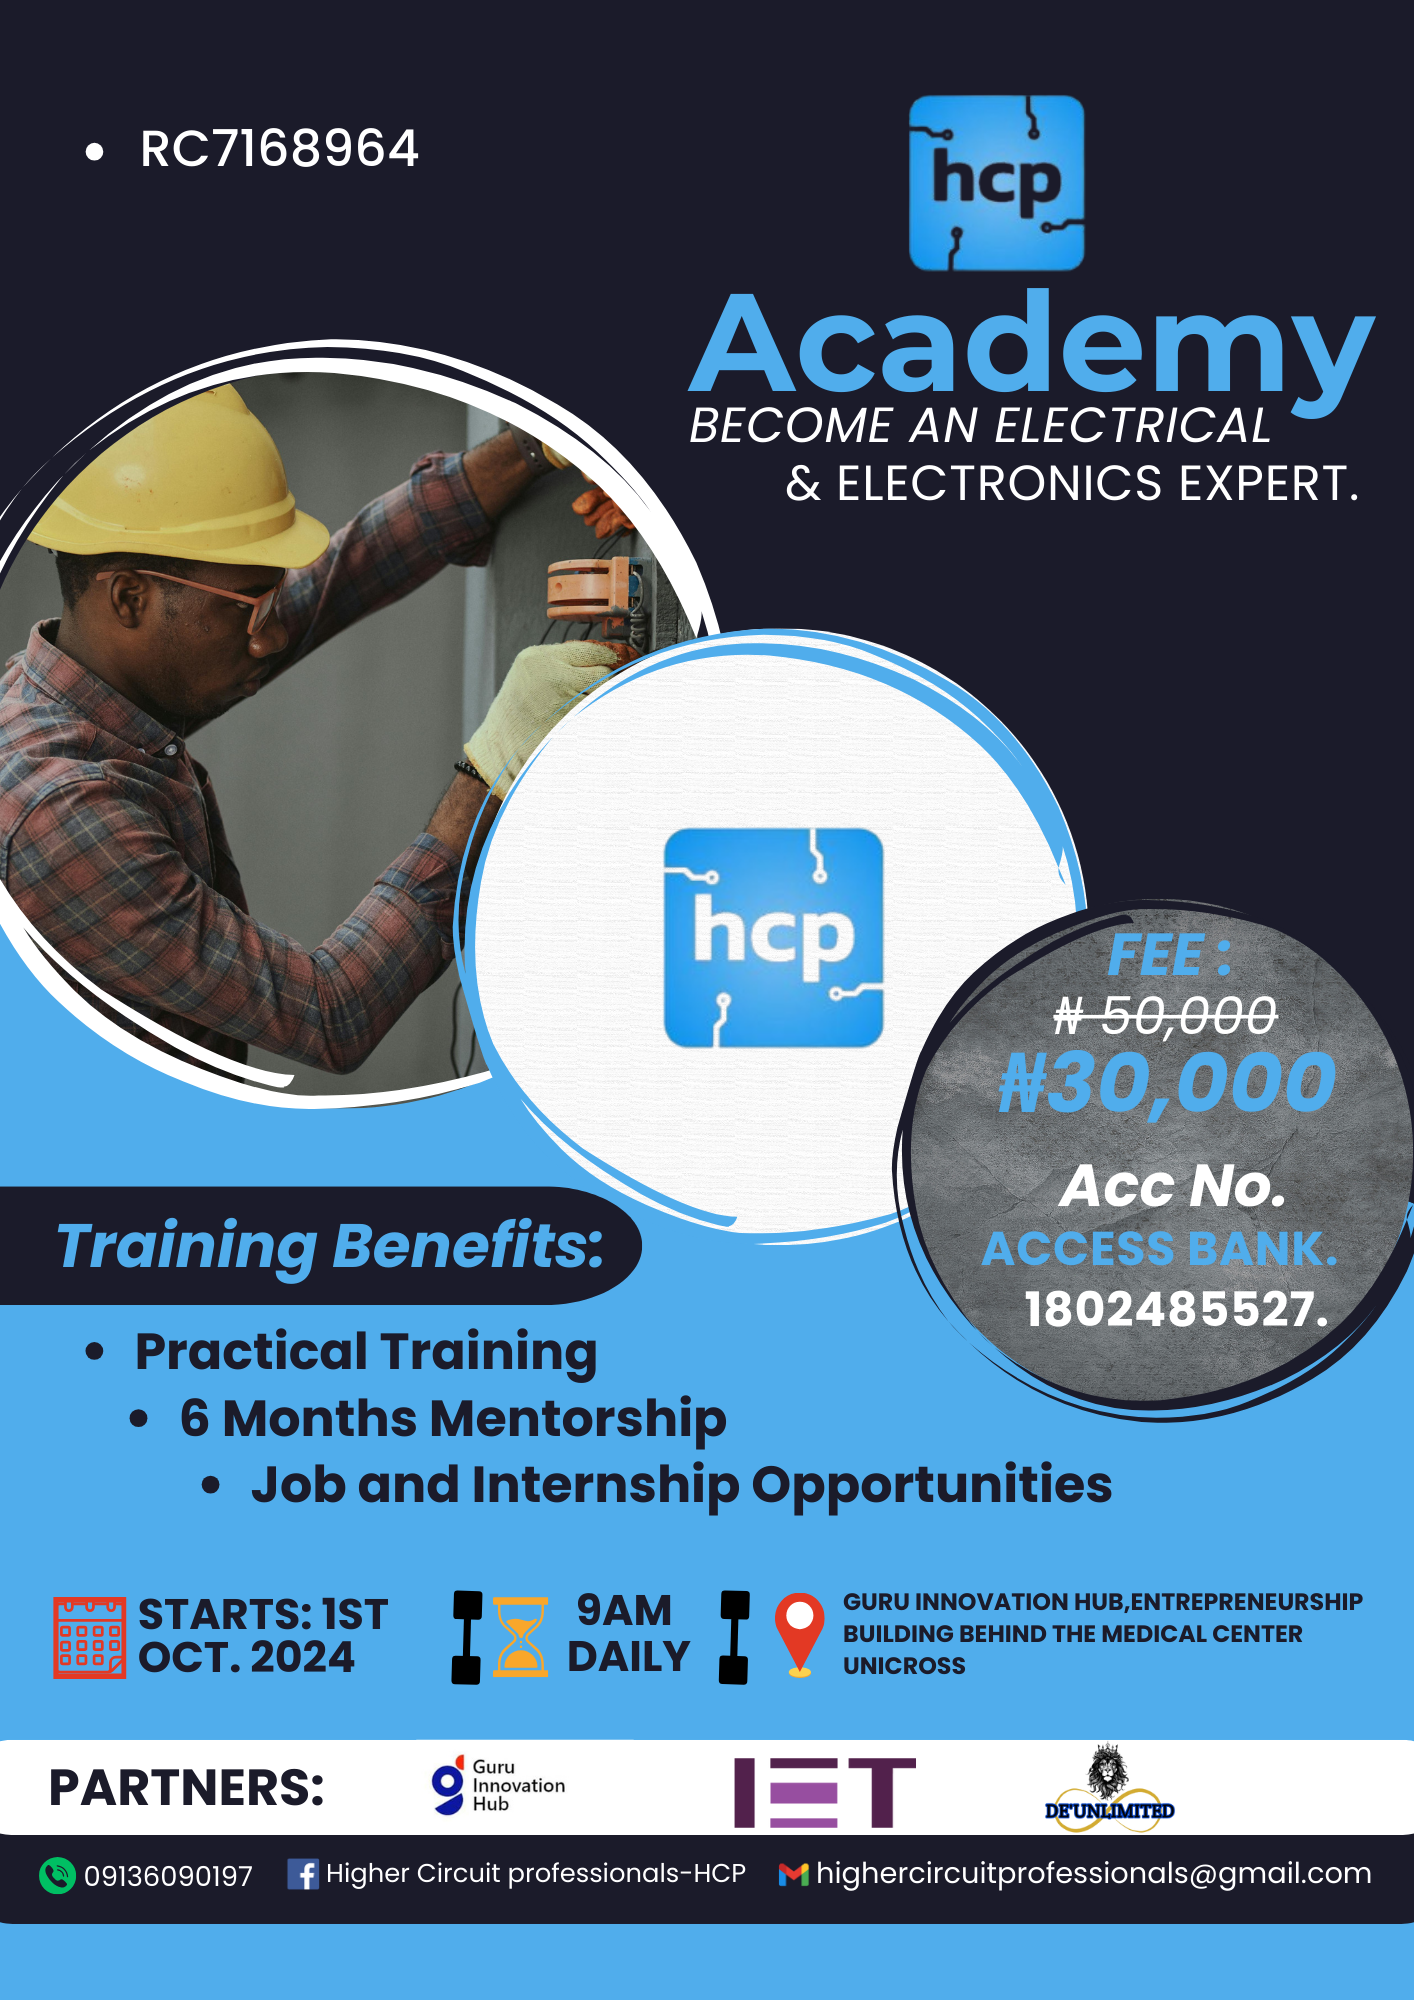 • RC7168964
hcp
Academy
BECOME AN ELECTRICAL
& ELECTRONICS EXPERT.
hcp
FEE :
₦ 50,000
₦30,000
Acc No.
ACCESS BANK.
1802485527.
Training Benefits:
• Practical Training
• 6 Months Mentorship
• Job and Internship Opportunities
STARTS: 1ST
OCT. 2024
9AM
DAILY
GURU INNOVATION HUB,ENTREPRENEURSHIP
BUILDING BEHIND THE MEDICAL CENTER
UNICROSS
PARTNERS:
Guru
Innovation
Hub
IET
DE'UNLIMITED
09136090197
Higher Circuit professionals-HCP
highercircuitprofessionals@gmail.com